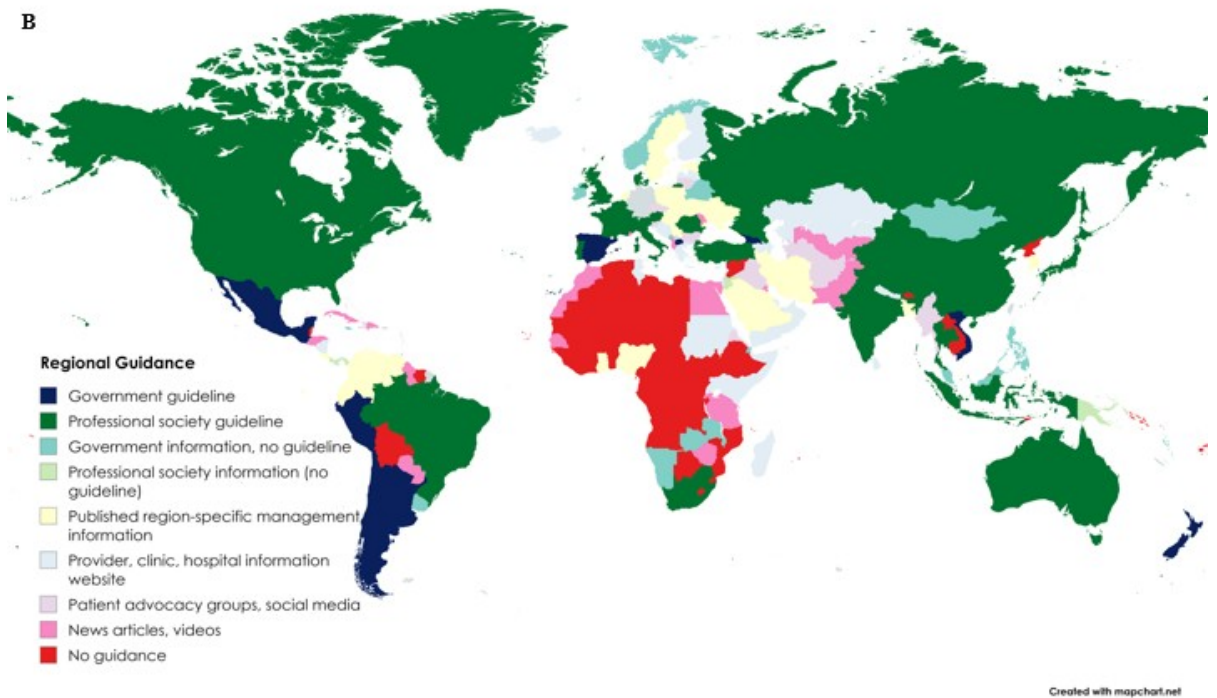 B
Regional Guidance
Government guideline
Professional society guideline
Government information, no guideline
Professional society information (no
guideline)
Published region-specific management
information
Provider, clinic, hospital information
website
Patient advocacy groups, social media
News articles, videos
No guidance
Created with mapchart.net